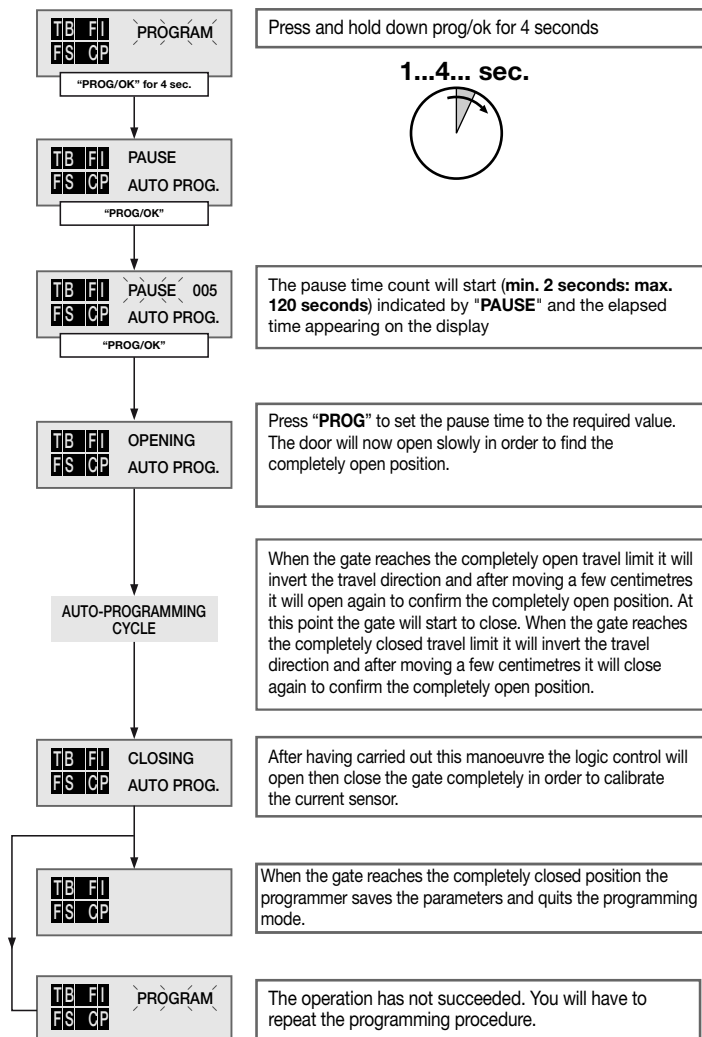 TB FI PROGRAM
FS CP
Press and hold down prog/ok for 4 seconds
"PROG/OK" for 4 sec.
1...4... sec.
TB FI PAUSE
FS CP AUTO PROG.
"PROG/OK"
TB FI PAUSE 005
FS CP AUTO PROG.
"PROG/OK"
The pause time count will start (min. 2 seconds: max.
120 seconds) indicated by "PAUSE" and the elapsed
time appearing on the display
TB FI OPENING
FS CP AUTO PROG.
Press “PROG” to set the pause time to the required value.
The door will now open slowly in order to find the
completely open position.
AUTO-PROGRAMMING
CYCLE
When the gate reaches the completely open travel limit it will
invert the travel direction and after moving a few centimetres
it will open again to confirm the completely open position. At
this point the gate will start to close. When the gate reaches
the completely closed travel limit it will invert the travel
direction and after moving a few centimetres it will close
again to confirm the completely open position.
TB FI CLOSING
FS CP AUTO PROG.
After having carried out this manoeuvre the logic control will
open then close the gate completely in order to calibrate
the current sensor.
TB FI
FS CP
When the gate reaches the completely closed position the
programmer saves the parameters and quits the programming
mode.
TB FI PROGRAM
FS CP
The operation has not succeeded. You will have to
repeat the programming procedure.